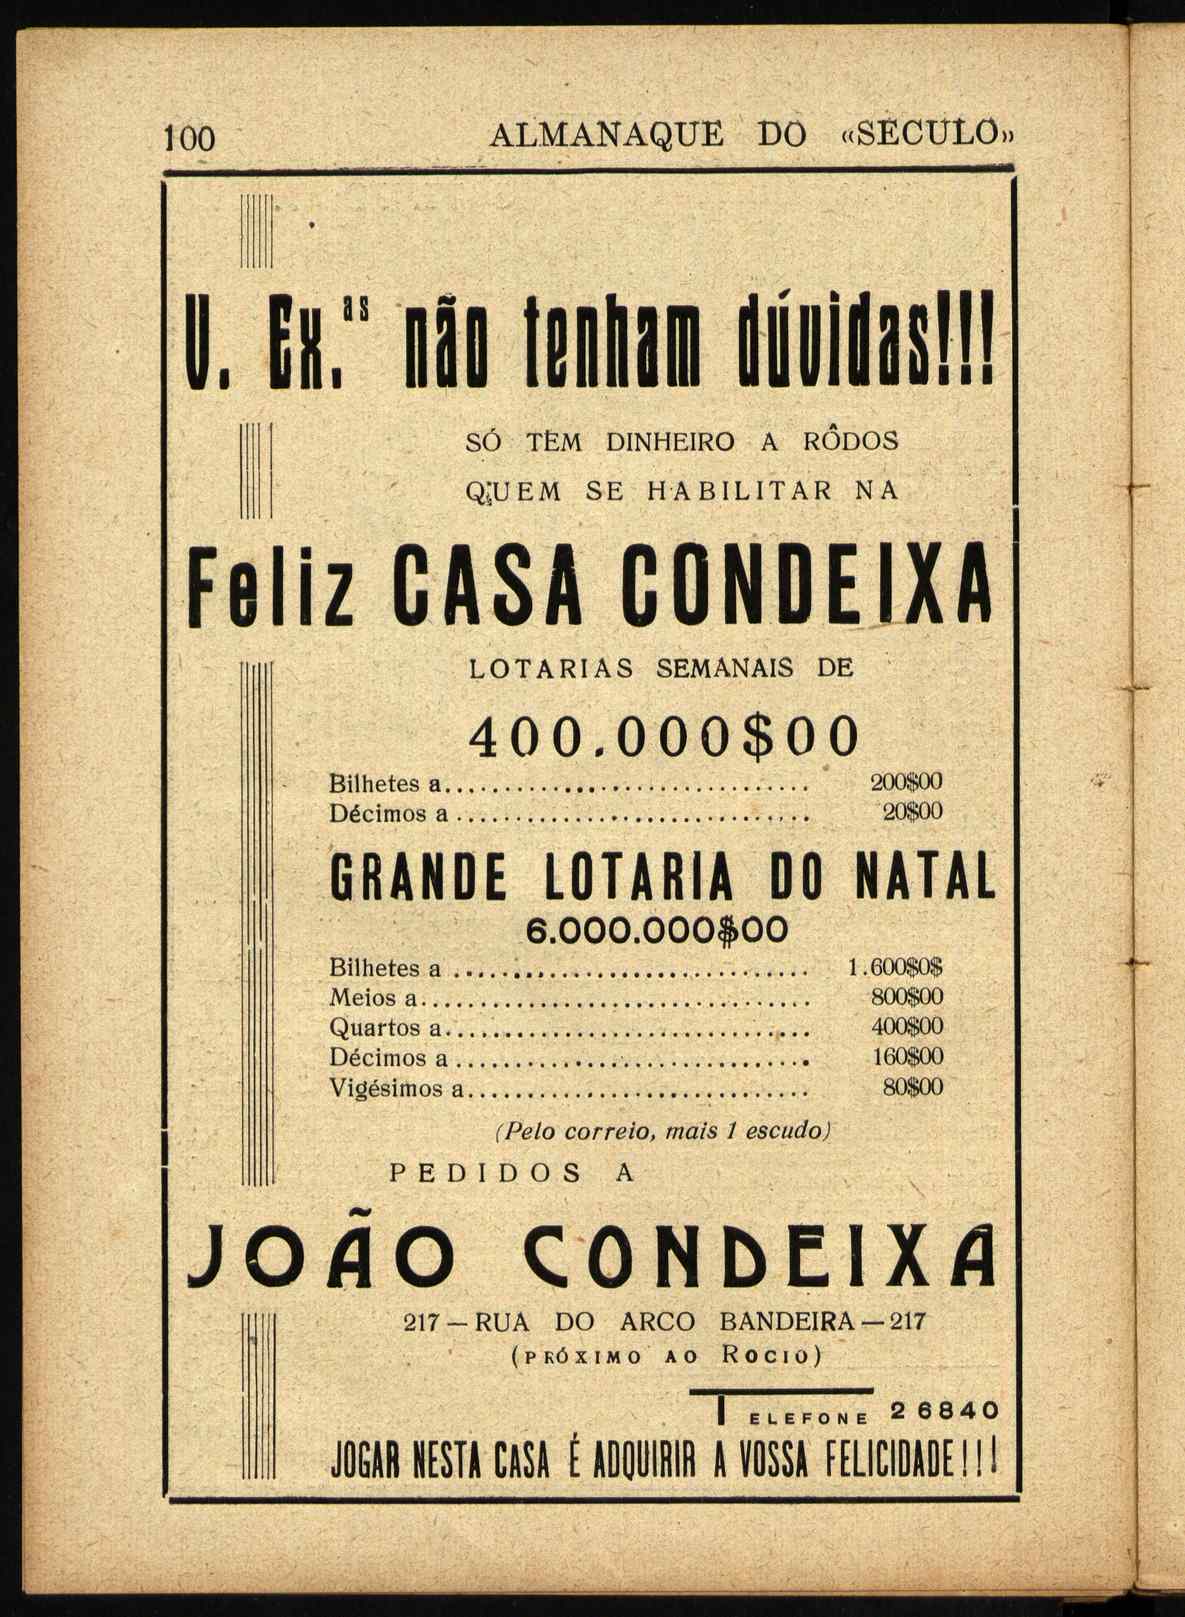 100 ALMANAQUE DO «SECULO»
V. Ex.as não tenham dúvidas!!!
SÓ TEM DINHEIRO A RÔDOS
QUEM SE HABILITAR NA
Feliz CASA CONDEIXA
LOTARIAS SEMANAIS DE
400.000$00
Bilhetes a................................ 200$00
Décimos a .............................. 20$00
GRANDE LOTARIA DO NATAL
6.000.000$00
Bilhetes a .............................. 1.600$0$
Meios a................................. 800$00
Quartos a............................... 400$00
Décimos a .............................. 160$00
Vigésimos a............................. 80$00
(Pelo correio, mais 1 escudo)
PEDIDOS A
JOÃO CONDEIXA
217 — RUA DO ARCO BANDEIRA — 217
(PRÓXIMO AO ROCIO)
TELEFONE 26840
JOGAR NESTA CASA É ADQUIRIR A VOSSA FELICIDADE!!!